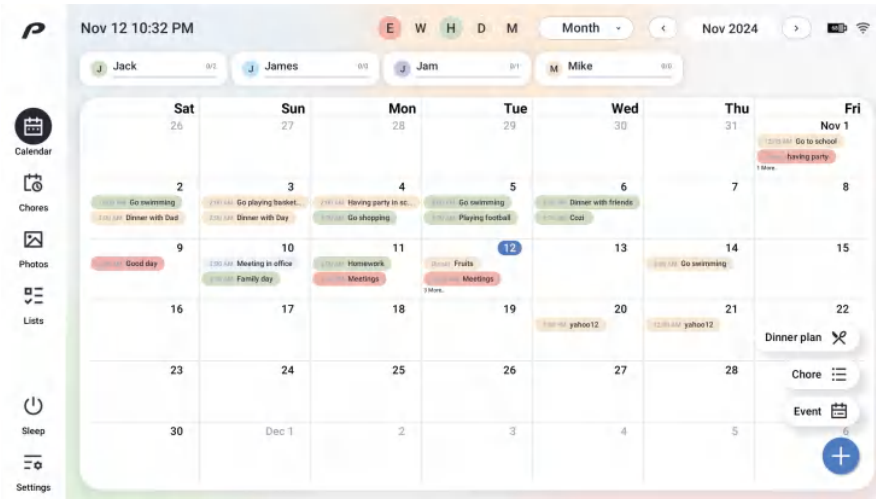 Nov 12 10:32 PM
E W H D M
Month
Nov 2024
J Jack
J James
J Jam
M Mike
Calendar
Chores
Photos
Lists
Sleep
Settings
Sat Sun Mon Tue Wed Thu Fri
26 27 28 29 30 31 Nov 1
Go to school
having party
1 More.
2 3 4 5 6 7 8
Go swimming Go playing basket... Having party in sc... Go swimming Dinner with friends
Dinner with Dad Dinner with Day Go shopping Playing football Cozi
9 10 11 12 13 14 15
Good day Meeting in office Homework Fruits Go swimming
Family day Meetings Meetings
3 More.
16 17 18 19 20 21 22
yahoo12 yahoo12
Dinner plan
23 24 25 26 27 28
Chore
Event
30 Dec 1 2 3 4 5 6